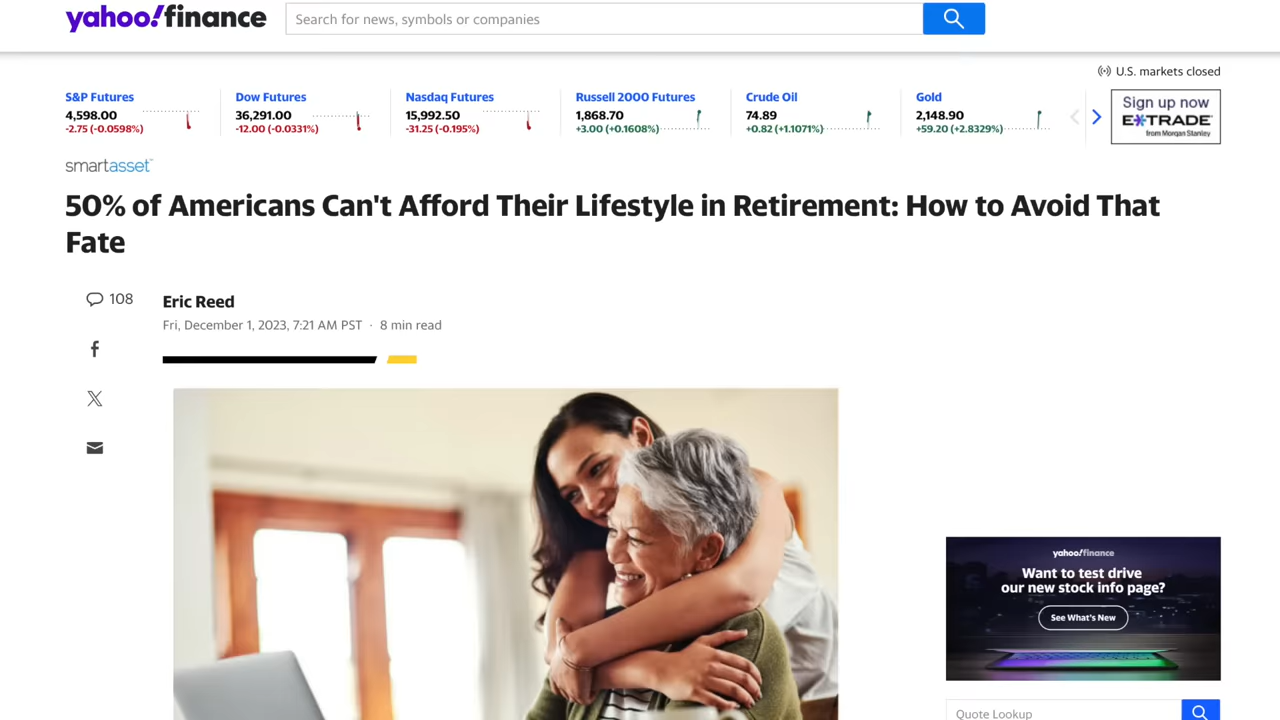 yahoo!finance
Search for news, symbols or companies
U.S. markets closed
S&P Futures
4,598.00
-2.75 (-0.0598%)
Dow Futures
36,291.00
-12.00 (-0.0331%)
Nasdaq Futures
15,992.50
-31.25 (-0.195%)
Russell 2000 Futures
1,868.70
+3.00 (+0.1608%)
Crude Oil
74.89
+0.82 (+1.1071%)
Gold
2,148.90
+59.20 (+2.8329%)
Sign up now
E*TRADE
from Morgan Stanley
smartasset
50% of Americans Can't Afford Their Lifestyle in Retirement: How to Avoid That
Fate
108
Eric Reed
Fri, December 1, 2023, 7:21 AM PST · 8 min read
yahoo!finance
Want to test drive
our new stock info page?
See What's New
Quote Lookup